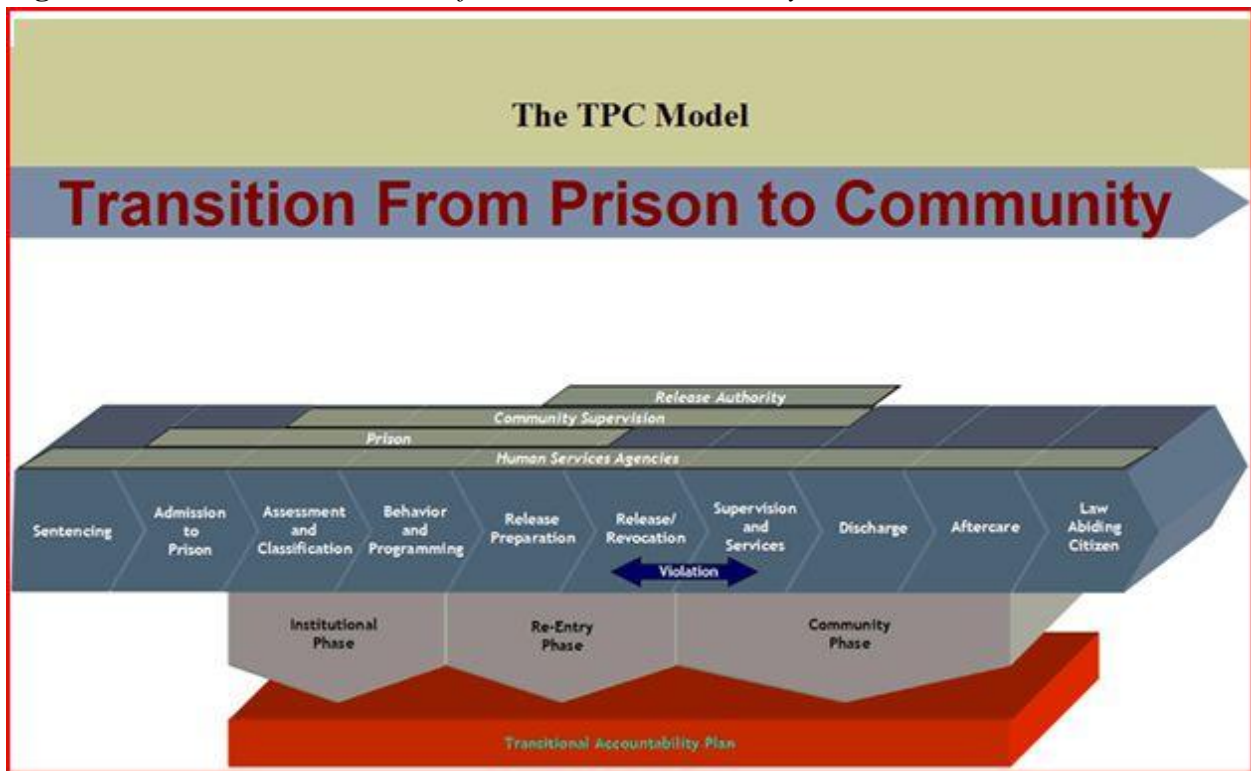 The TPC Model
Transition From Prison to Community
Release Authority
Community Supervision
Prison
Human Services Agencies
Sentencing
Admission
to
Prison
Assessment
and
Classification
Behavior
and
Programming
Release
Preparation
Release/
Revocation
Supervision
and
Services
Discharge
Aftercare
Law
Abiding
Citizen
Violation
Institutional
Phase
Re-Entry
Phase
Community
Phase
Transitional Accountability Plan